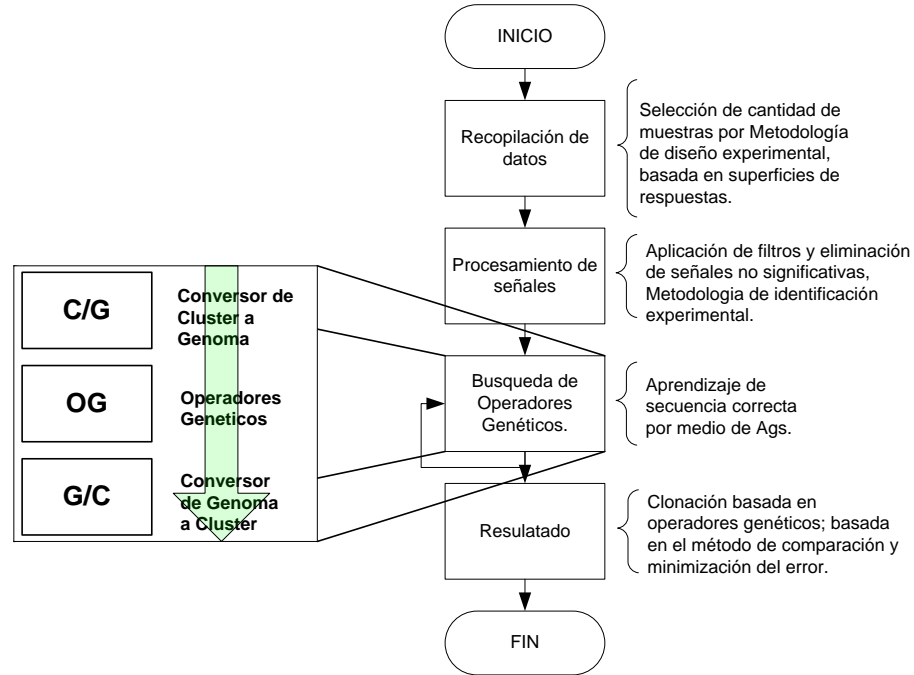 INICIO
Recopilación de
datos
Selección de cantidad de
muestras por Metodología
de diseño experimental,
basada en superficies de
respuestas.
Procesamiento de
señales
Aplicación de filtros y eliminación
de señales no significativas,
Metodologia de identificación
experimental.
C/G
Conversor de
Cluster a
Genoma
OG
Operadores
Geneticos
G/C
Conversor
de Genoma
a Cluster
Busqueda de
Operadores
Genéticos.
Aprendizaje de
secuencia correcta
por medio de Ags.
Resulatado
Clonación basada en
operadores genéticos; basada
en el método de comparación y
minimización del error.
FIN